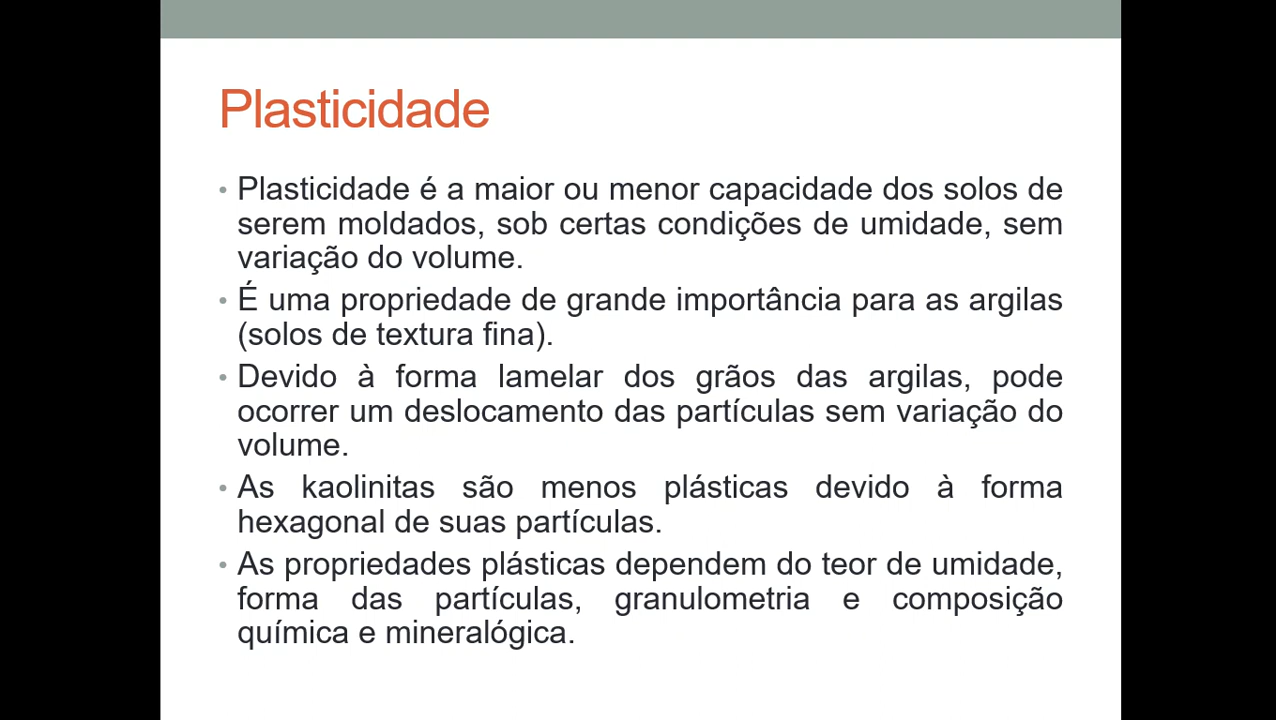 Plasticidade
• Plasticidade é a maior ou menor capacidade dos solos de
serem moldados, sob certas condições de umidade, sem
variação do volume.
• É uma propriedade de grande importância para as argilas
(solos de textura fina).
• Devido à forma lamelar dos grãos das argilas, pode
ocorrer um deslocamento das partículas sem variação do
volume.
• As kaolinitas são menos plásticas devido à forma
hexagonal de suas partículas.
• As propriedades plásticas dependem do teor de umidade,
forma das partículas, granulometria e composição
química e mineralógica.